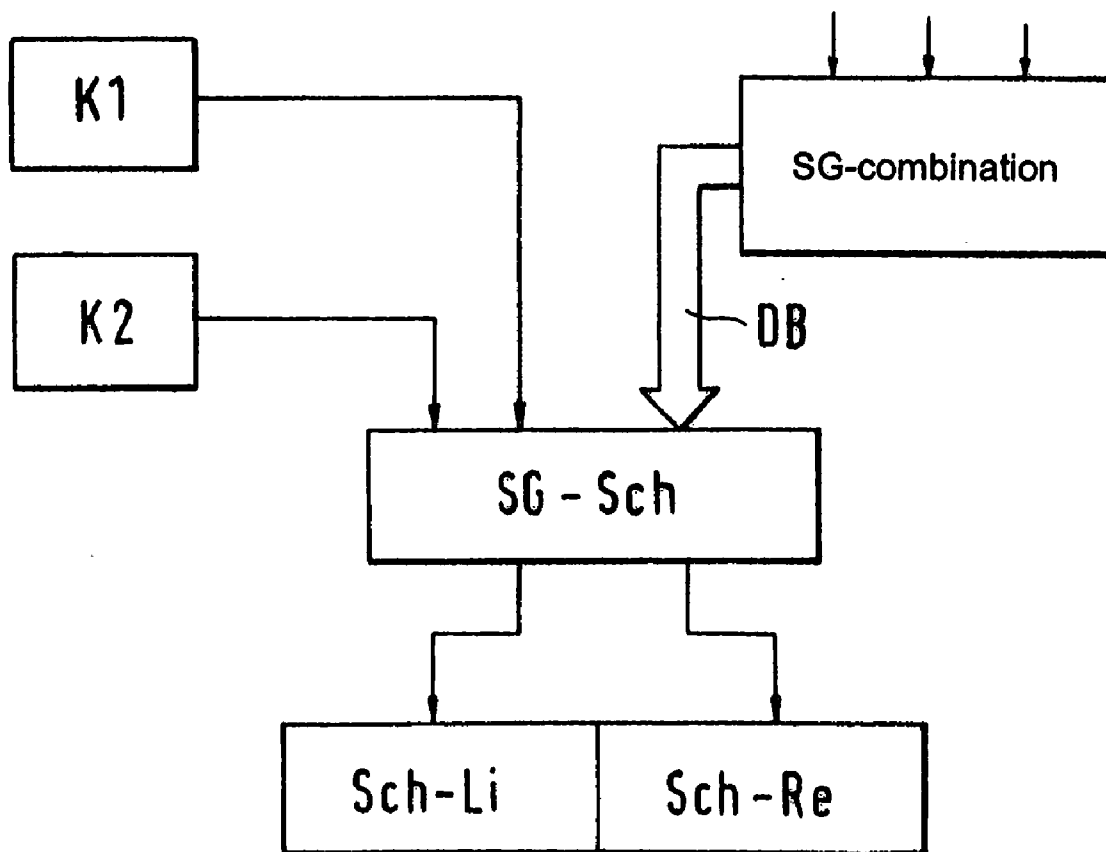 K1
SG-combination
K2
DB
SG-Sch
Sch-Li
Sch-Re